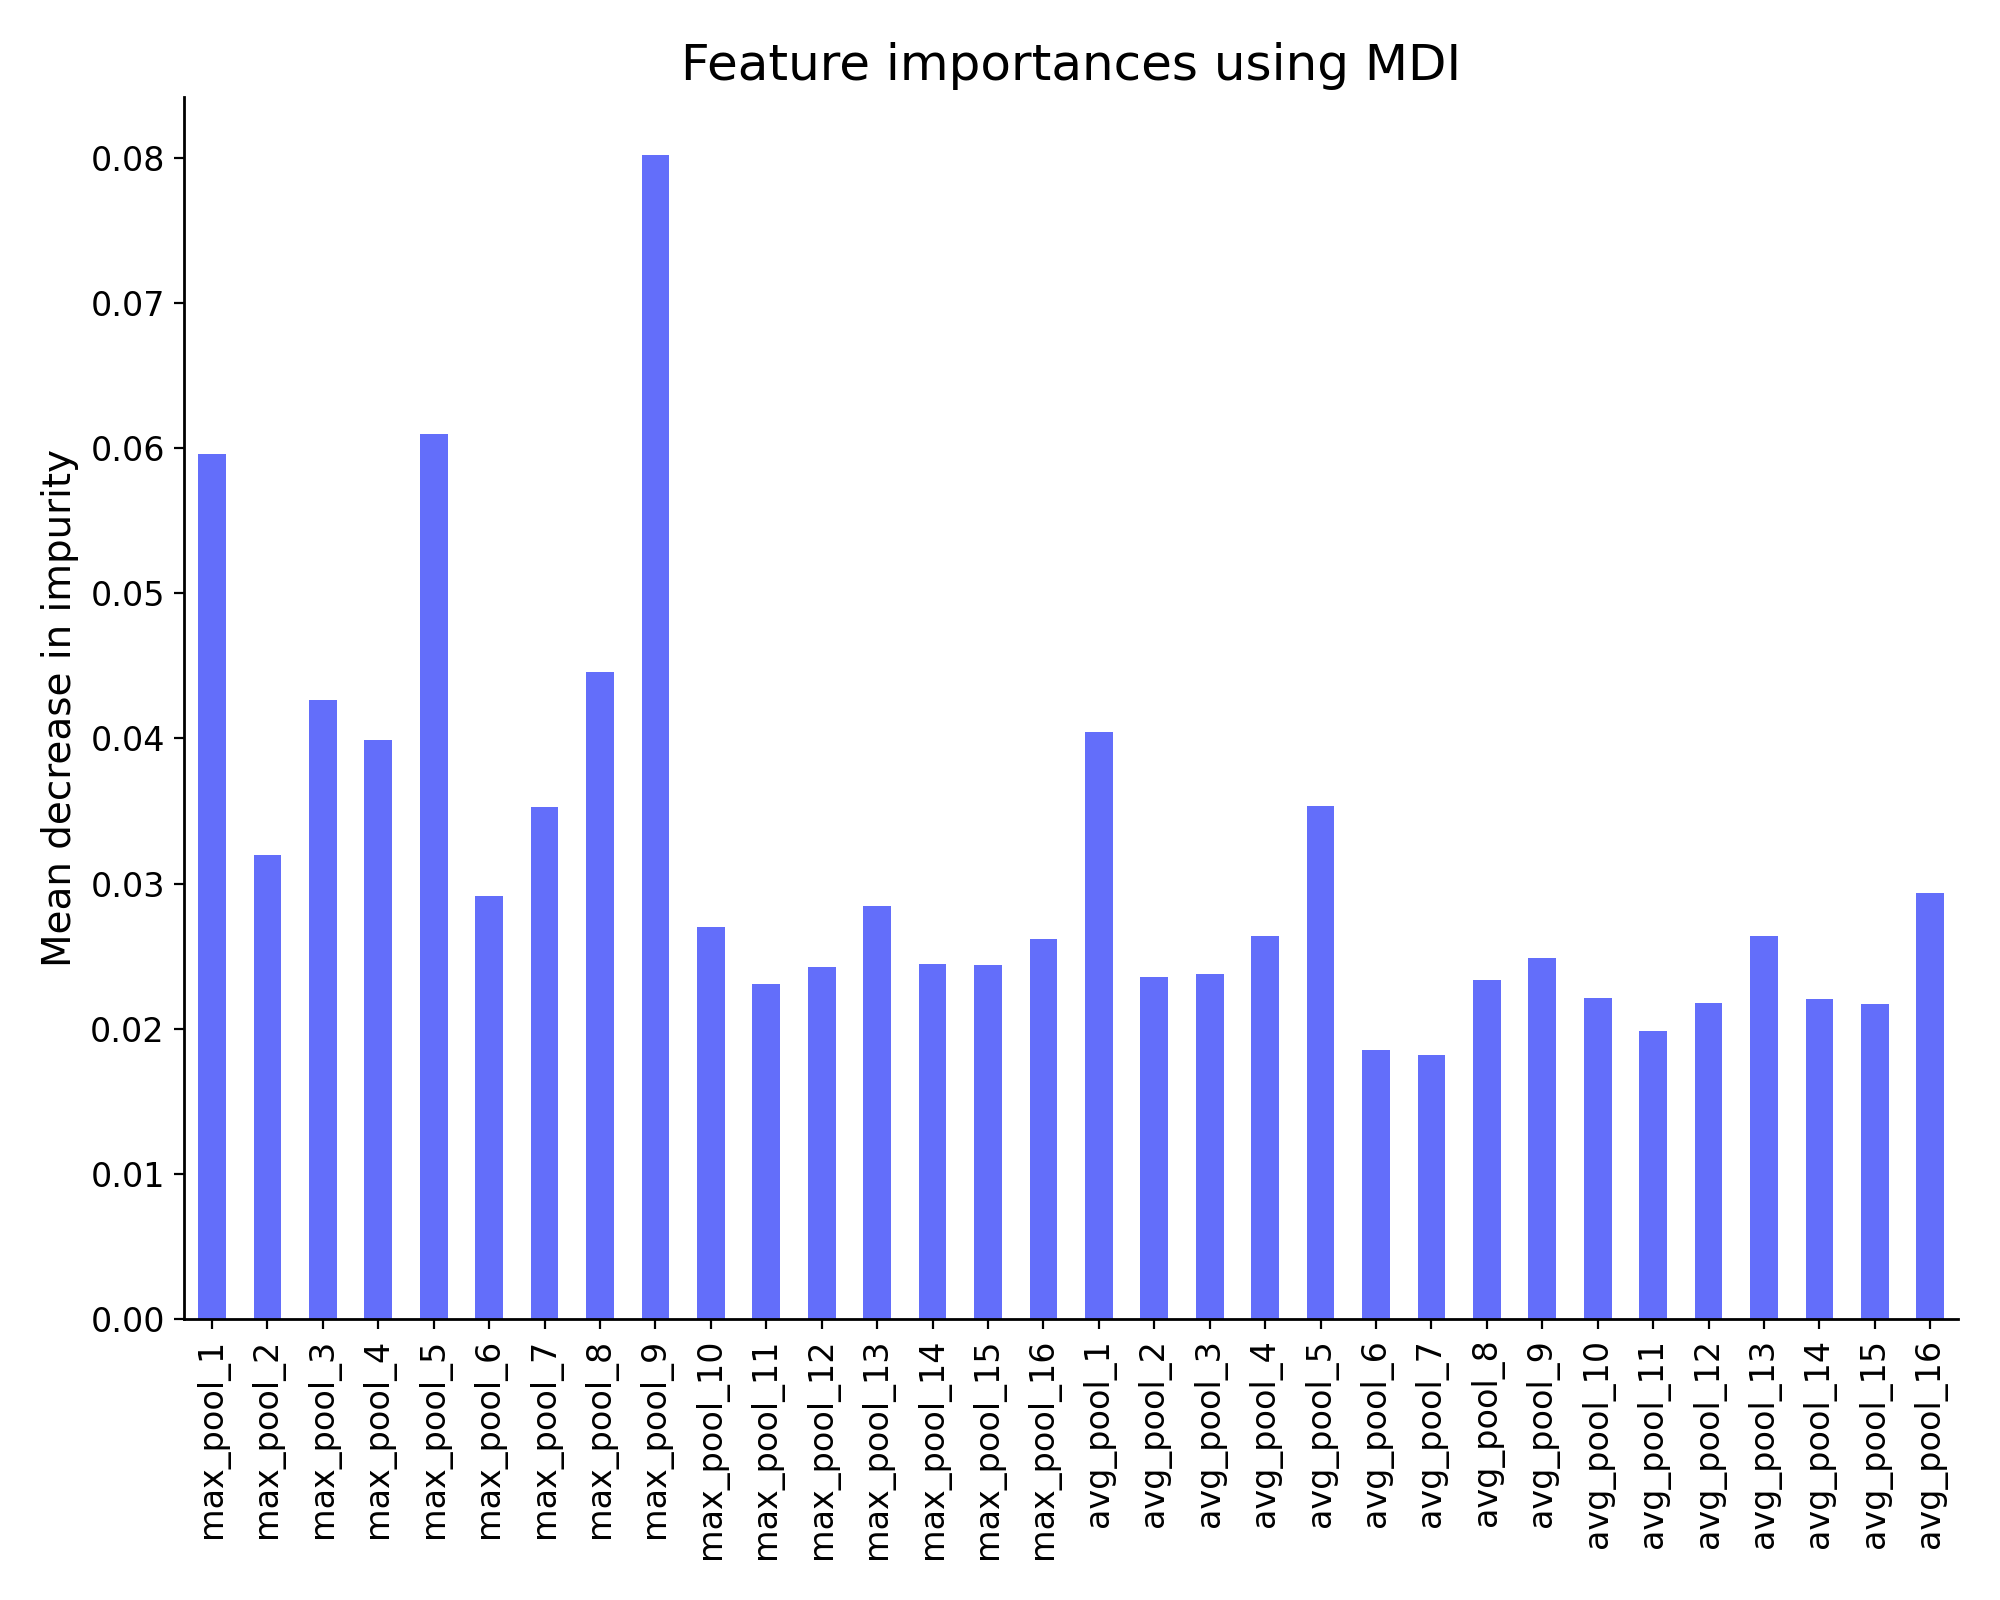 Feature importances using MDI
Mean decrease in impurity
0.08
0.07
0.06
0.05
0.04
0.03
0.02
0.01
0.00
max_pool_1
max_pool_2
max_pool_3
max_pool_4
max_pool_5
max_pool_6
max_pool_7
max_pool_8
max_pool_9
max_pool_10
max_pool_11
max_pool_12
max_pool_13
max_pool_14
max_pool_15
max_pool_16
avg_pool_1
avg_pool_2
avg_pool_3
avg_pool_4
avg_pool_5
avg_pool_6
avg_pool_7
avg_pool_8
avg_pool_9
avg_pool_10
avg_pool_11
avg_pool_12
avg_pool_13
avg_pool_14
avg_pool_15
avg_pool_16